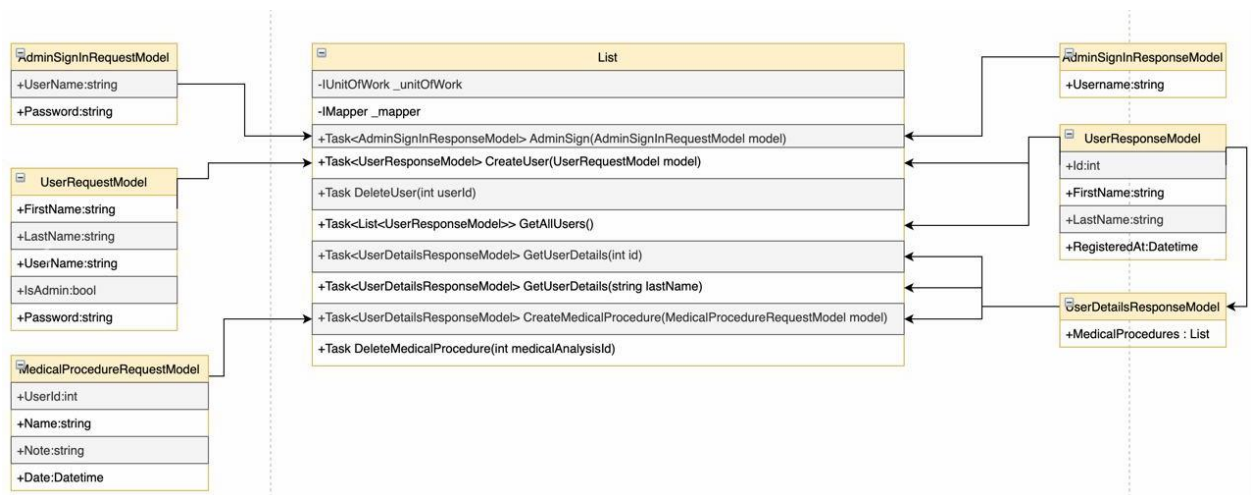 AdminSignInRequestModel
+UserName:string
+Password:string
UserRequestModel
+FirstName:string
+LastName:string
+UserName:string
+IsAdmin:bool
+Password:string
MedicalProcedureRequestModel
+UserId:int
+Name:string
+Note:string
+Date:Datetime
List
-IUnitOfWork _unitOfWork
-IMapper _mapper
+Task<AdminSignInResponseModel> AdminSign(AdminSignInRequestModel model)
+Task<UserResponseModel> CreateUser(UserRequestModel model)
+Task DeleteUser(int userId)
+Task<List<UserResponseModel>> GetAllUsers()
+Task<UserDetailsResponseModel> GetUserDetails(int id)
+Task<UserDetailsResponseModel> GetUserDetails(string lastName)
+Task<UserDetailsResponseModel> CreateMedicalProcedure(MedicalProcedureRequestModel model)
+Task DeleteMedicalProcedure(int medicalAnalysisId)
AdminSignInResponseModel
+Username:string
UserResponseModel
+Id:int
+FirstName:string
+LastName:string
+RegisteredAt:Datetime
UserDetailsResponseModel
+MedicalProcedures : List